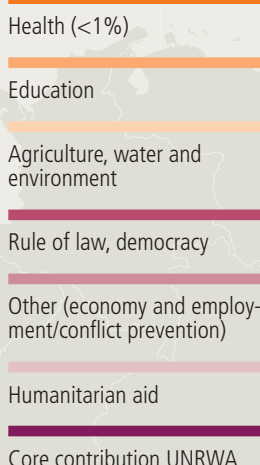 Health (<1%)
Education
Agriculture, water and
environment
Rule of law, democracy
Other (economy and employ-
ment/conflict prevention)
Humanitarian aid
Core contribution UNRWA